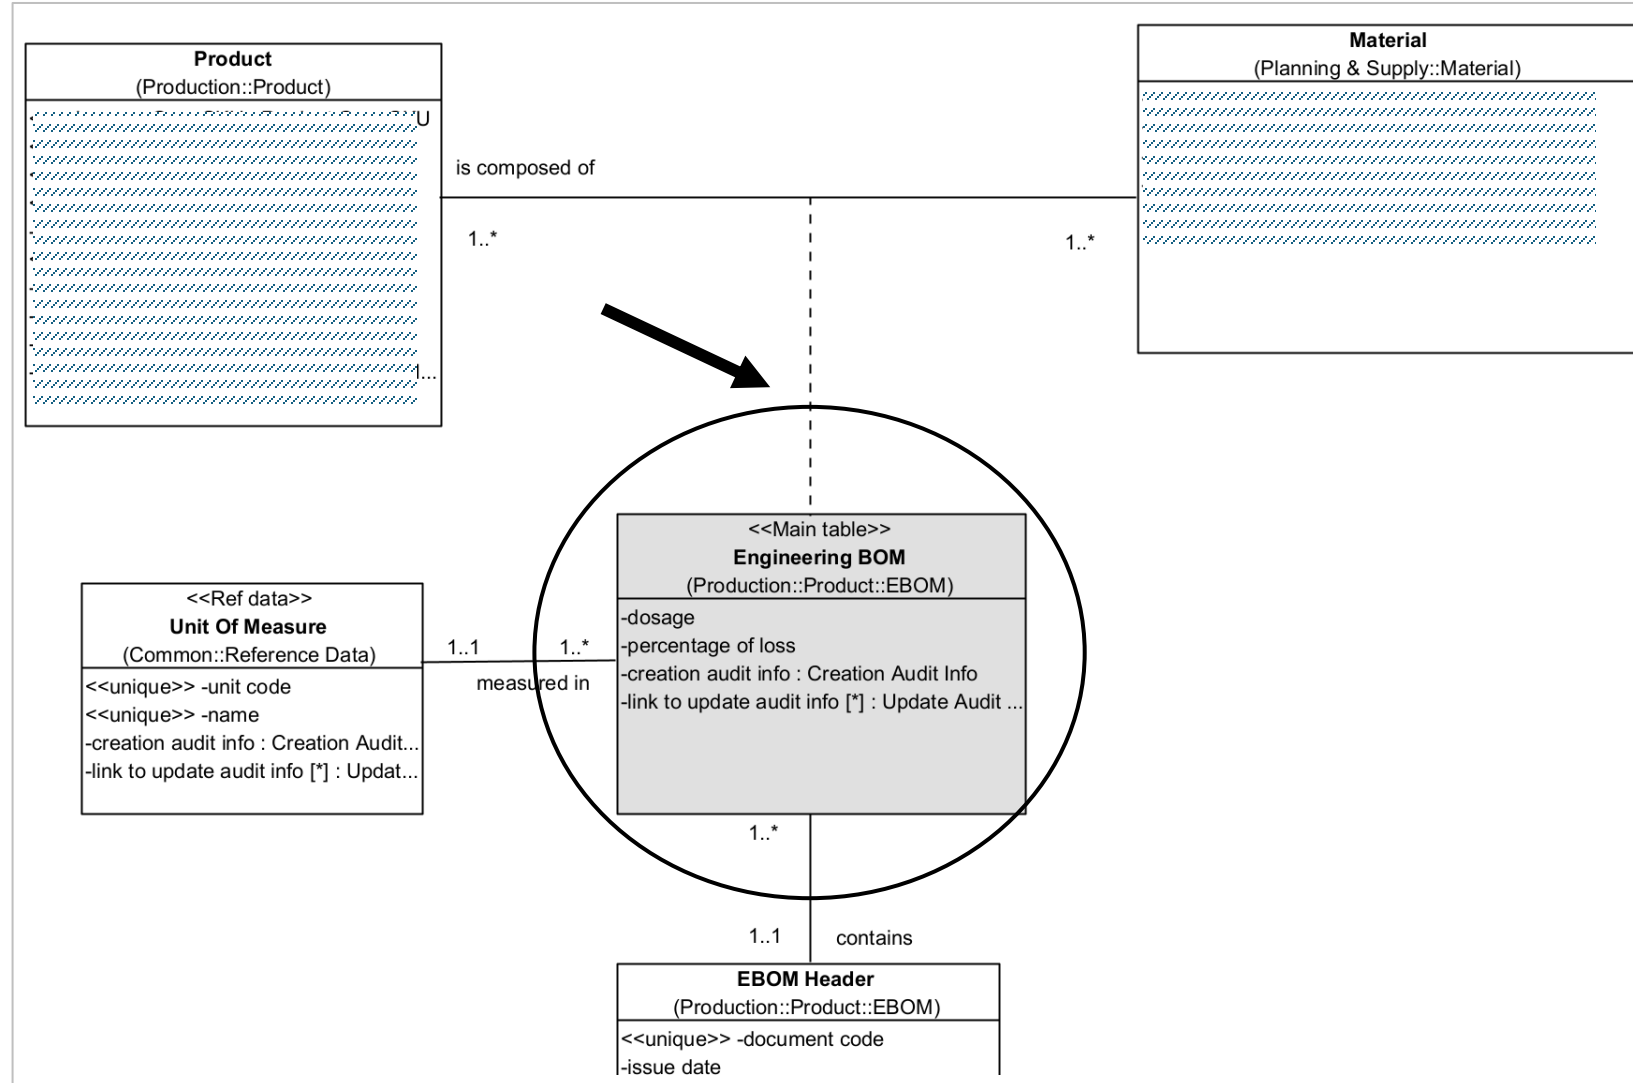 Product
(Production::Product)
U
I...
Material
(Planning & Supply::Material)
is composed of
1..*
1..*
<<Main table>>
Engineering BOM
(Production::Product::EBOM)
-dosage
-percentage of loss
-creation audit info : Creation Audit Info
-link to update audit info [*] : Update Audit ...
<<Ref data>>
Unit Of Measure
(Common::Reference Data)
<<unique>> -unit code
<<unique>> -name
-creation audit info : Creation Audit...
-link to update audit info [*] : Updat...
1..1
1..*
measured in
1..*
1..1
contains
EBOM Header
(Production::Product::EBOM)
<<unique>> -document code
-issue date